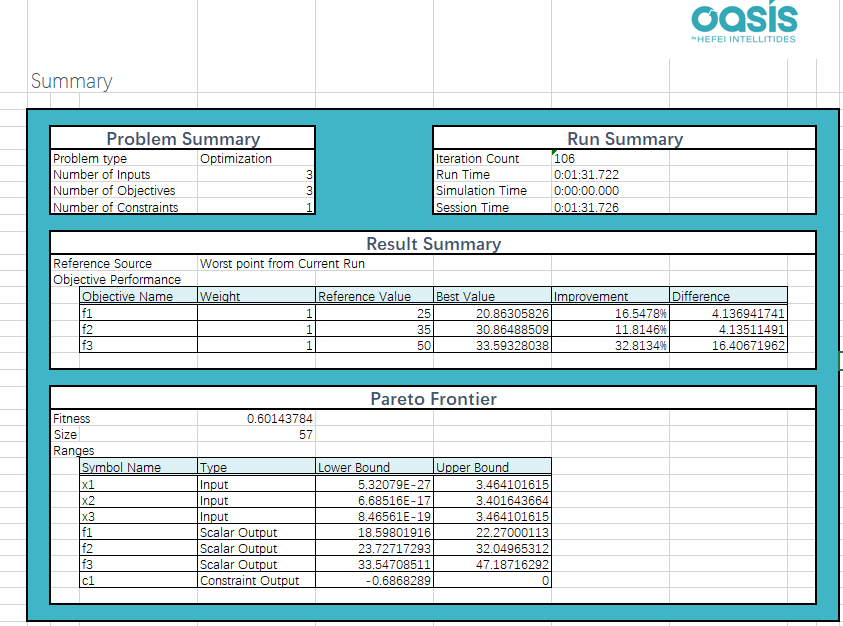 oasis
by HEFEI INTELLITIDES
Summary
Problem Summary
Problem type Optimization
Number of Inputs 3
Number of Objectives 3
Number of Constraints 1
Run Summary
Iteration Count 106
Run Time 0:01:31.722
Simulation Time 0:00:00.000
Session Time 0:01:31.726
Result Summary
Reference Source Worst point from Current Run
Objective Performance
Objective Name Weight Reference Value Best Value Improvement Difference
f1 1 25 20.86305826 16.5478% 4.136941741
f2 1 35 30.86488509 11.8146% 4.13511491
f3 1 50 33.59328038 32.8134% 16.40671962
Pareto Frontier
Fitness 0.60143784
Size 57
Ranges
Symbol Name Type Lower Bound Upper Bound
x1 Input 5.32079E-27 3.464101615
x2 Input 6.68516E-17 3.401643664
x3 Input 8.46561E-19 3.464101615
f1 Scalar Output 18.59801916 22.27000113
f2 Scalar Output 23.72717293 32.04965312
f3 Scalar Output 33.54708511 47.18716292
c1 Constraint Output -0.6868289 0